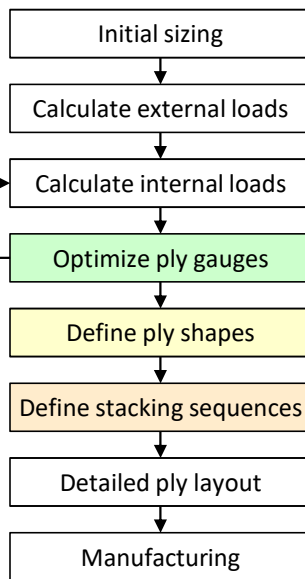 Initial sizing
Calculate external loads
Calculate internal loads
Optimize ply gauges
Define ply shapes
Define stacking sequences
Detailed ply layout
Manufacturing